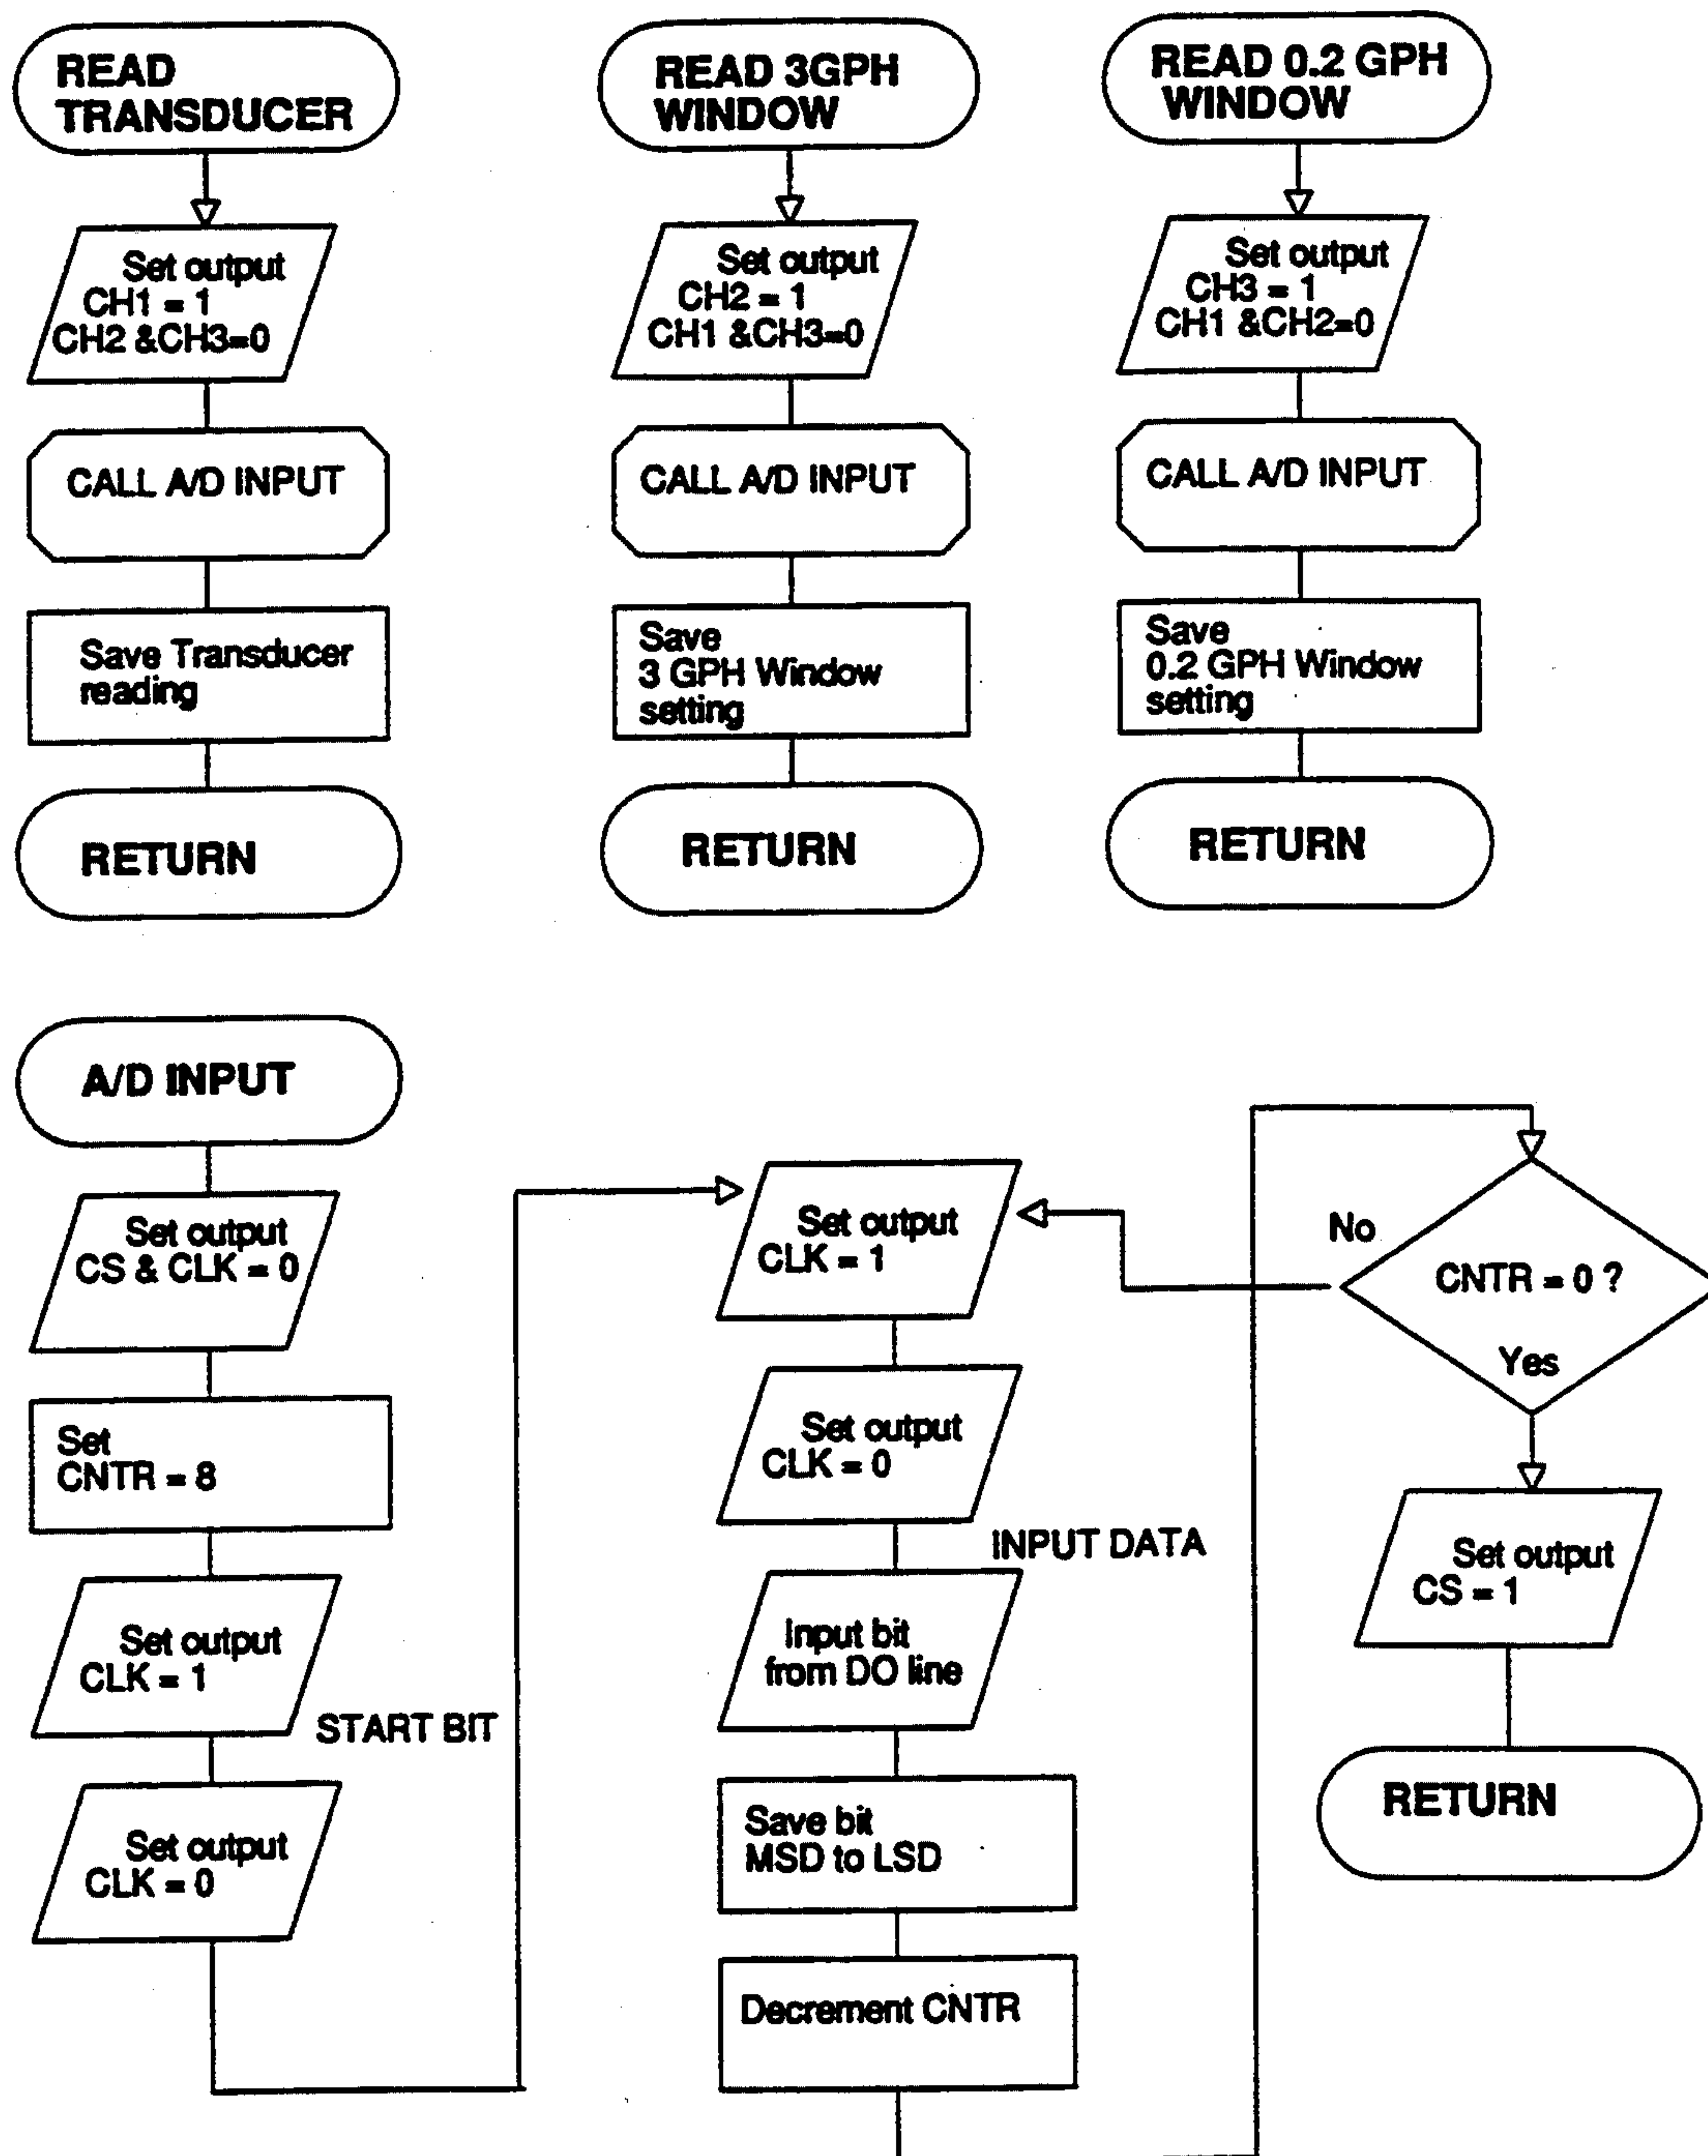 READ
TRANSDUCER
Set output
CH1 = 1
CH2 &CH3=0
CALL A/D INPUT
Save Transducer
reading
RETURN
READ 3GPH
WINDOW
Set output
CH2 = 1
CH1 &CH3=0
CALL A/D INPUT
Save
3 GPH Window
setting
RETURN
READ 0.2 GPH
WINDOW
Set output
CH3 = 1
CH1 &CH2=0
CALL A/D INPUT
Save
0.2 GPH Window
setting
RETURN
A/D INPUT
Set output
CS & CLK = 0
Set
CNTR = 8
Set output
CLK = 1
START BIT
Set output
CLK = 0
Set output
CLK = 1
Set output
CLK = 0
INPUT DATA
Input bit
from DO line
Save bit
MSD to LSD
Decrement CNTR
No
CNTR = 0 ?
Yes
Set output
CS = 1
RETURN